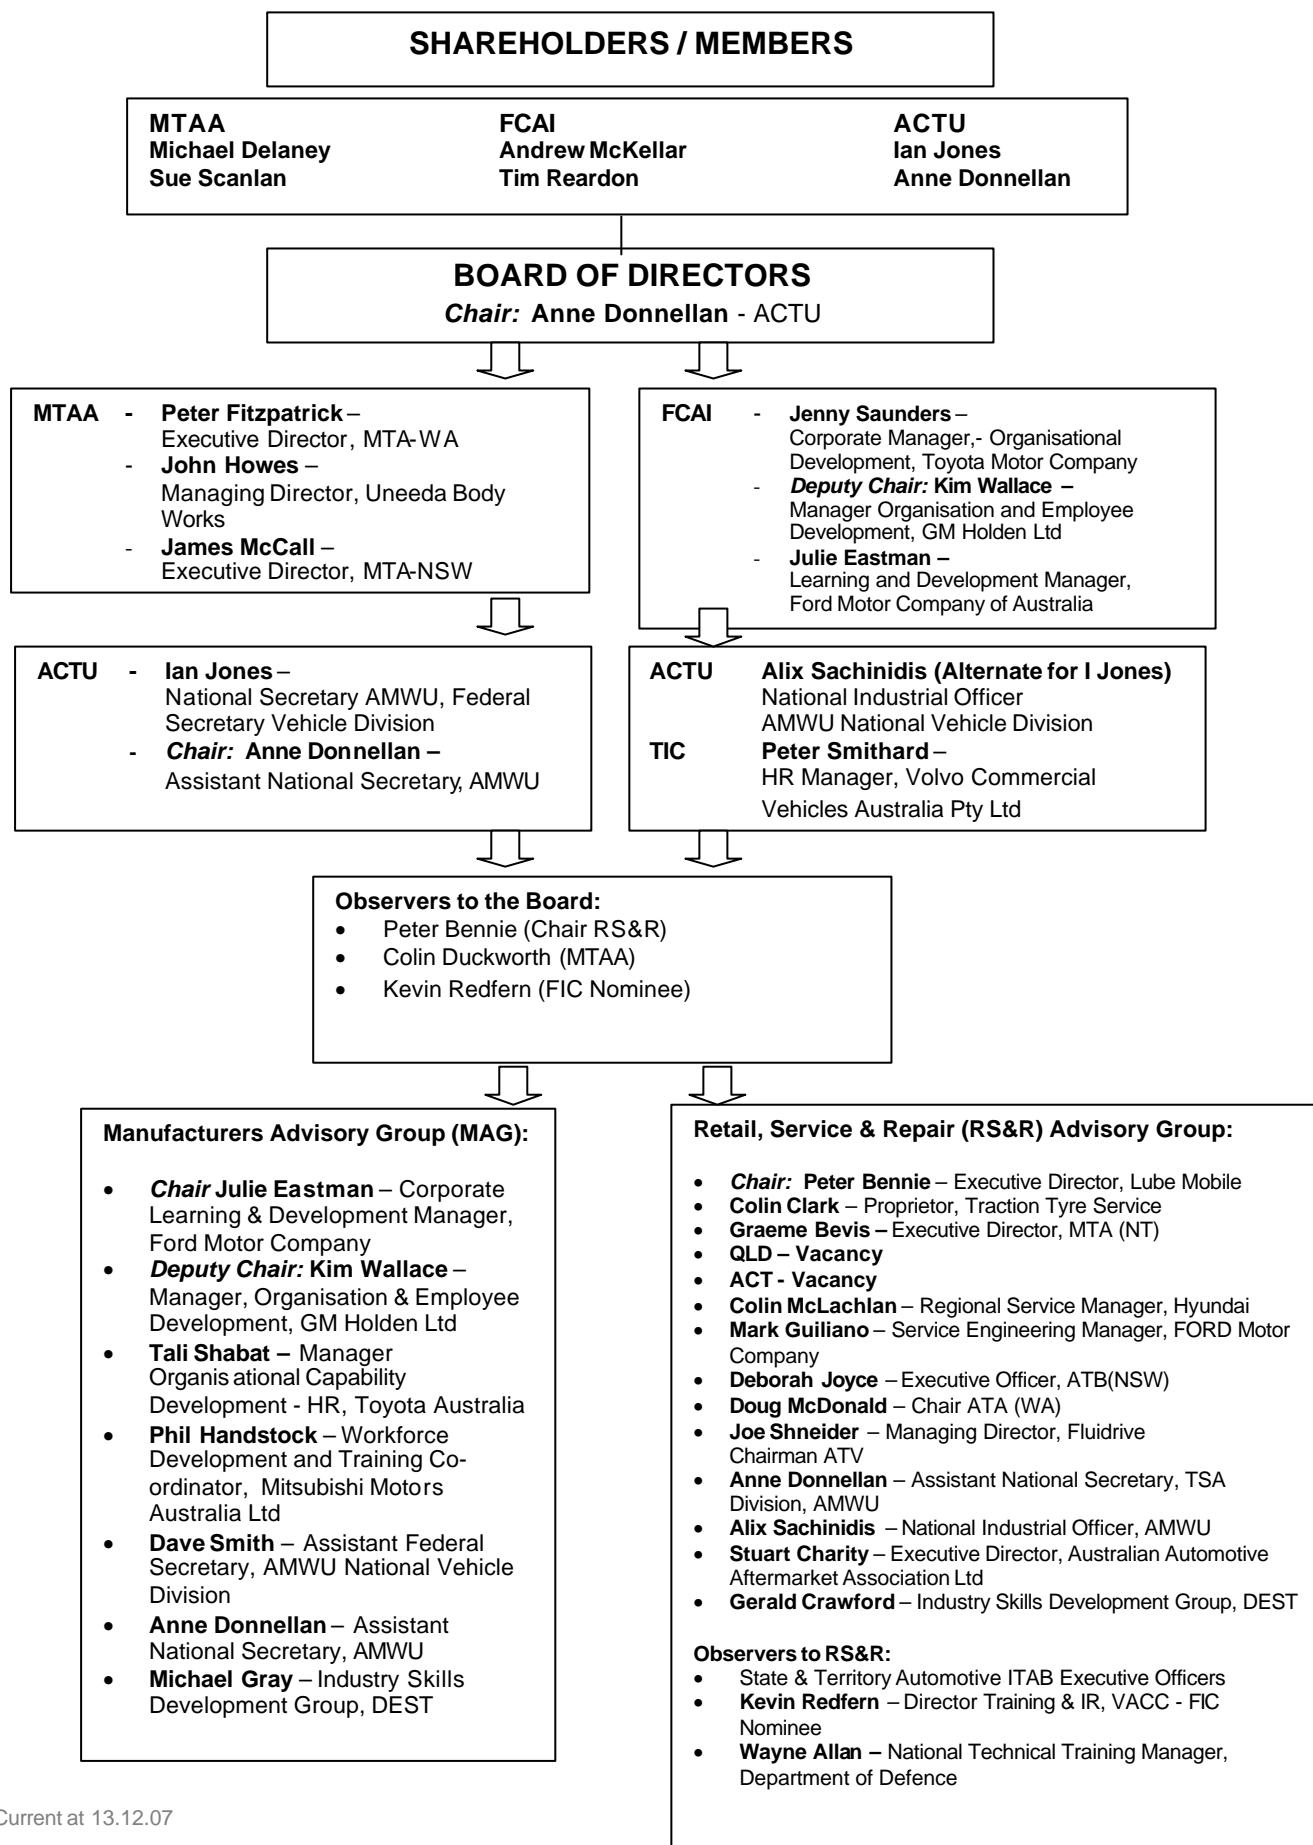 SHAREHOLDERS / MEMBERS
MTAA
Michael Delaney
Sue Scanlan
FCAI
Andrew McKellar
Tim Reardon
ACTU
Ian Jones
Anne Donnellan
BOARD OF DIRECTORS
Chair: Anne Donnellan - ACTU
MTAA - Peter Fitzpatrick –
Executive Director, MTA-WA
- John Howes –
Managing Director, Uneeda Body
Works
- James McCall –
Executive Director, MTA-NSW
FCAI - Jenny Saunders –
Corporate Manager,- Organisational
Development, Toyota Motor Company
- Deputy Chair: Kim Wallace –
Manager Organisation and Employee
Development, GM Holden Ltd
- Julie Eastman –
Learning and Development Manager,
Ford Motor Company of Australia
ACTU - Ian Jones –
National Secretary AMWU, Federal
Secretary Vehicle Division
- Chair: Anne Donnellan –
Assistant National Secretary, AMWU
ACTU Alix Sachinidis (Alternate for I Jones)
National Industrial Officer
AMWU National Vehicle Division
TIC Peter Smithard –
HR Manager, Volvo Commercial
Vehicles Australia Pty Ltd
Observers to the Board:
• Peter Bennie (Chair RS&R)
• Colin Duckworth (MTAA)
• Kevin Redfern (FIC Nominee)
Manufacturers Advisory Group (MAG):
• Chair Julie Eastman – Corporate
Learning & Development Manager,
Ford Motor Company
• Deputy Chair: Kim Wallace –
Manager, Organisation & Employee
Development, GM Holden Ltd
• Tali Shabat – Manager
Organisational Capability
Development - HR, Toyota Australia
• Phil Handstock – Workforce
Development and Training Co-
ordinator, Mitsubishi Motors
Australia Ltd
• Dave Smith – Assistant Federal
Secretary, AMWU National Vehicle
Division
• Anne Donnellan – Assistant
National Secretary, AMWU
• Michael Gray – Industry Skills
Development Group, DEST
Retail, Service & Repair (RS&R) Advisory Group:
• Chair: Peter Bennie – Executive Director, Lube Mobile
• Colin Clark – Proprietor, Traction Tyre Service
• Graeme Bevis – Executive Director, MTA (NT)
• QLD – Vacancy
• ACT - Vacancy
• Colin McLachlan – Regional Service Manager, Hyundai
• Mark Guiliano – Service Engineering Manager, FORD Motor
Company
• Deborah Joyce – Executive Officer, ATB(NSW)
• Doug McDonald – Chair ATA (WA)
• Joe Shneider – Managing Director, Fluidrive
Chairman ATV
• Anne Donnellan – Assistant National Secretary, TSA
Division, AMWU
• Alix Sachinidis – National Industrial Officer, AMWU
• Stuart Charity – Executive Director, Australian Automotive
Aftermarket Association Ltd
• Gerald Crawford – Industry Skills Development Group, DEST
Observers to RS&R:
• State & Territory Automotive ITAB Executive Officers
• Kevin Redfern – Director Training & IR, VACC - FIC
Nominee
• Wayne Allan – National Technical Training Manager,
Department of Defence
Current at 13.12.07